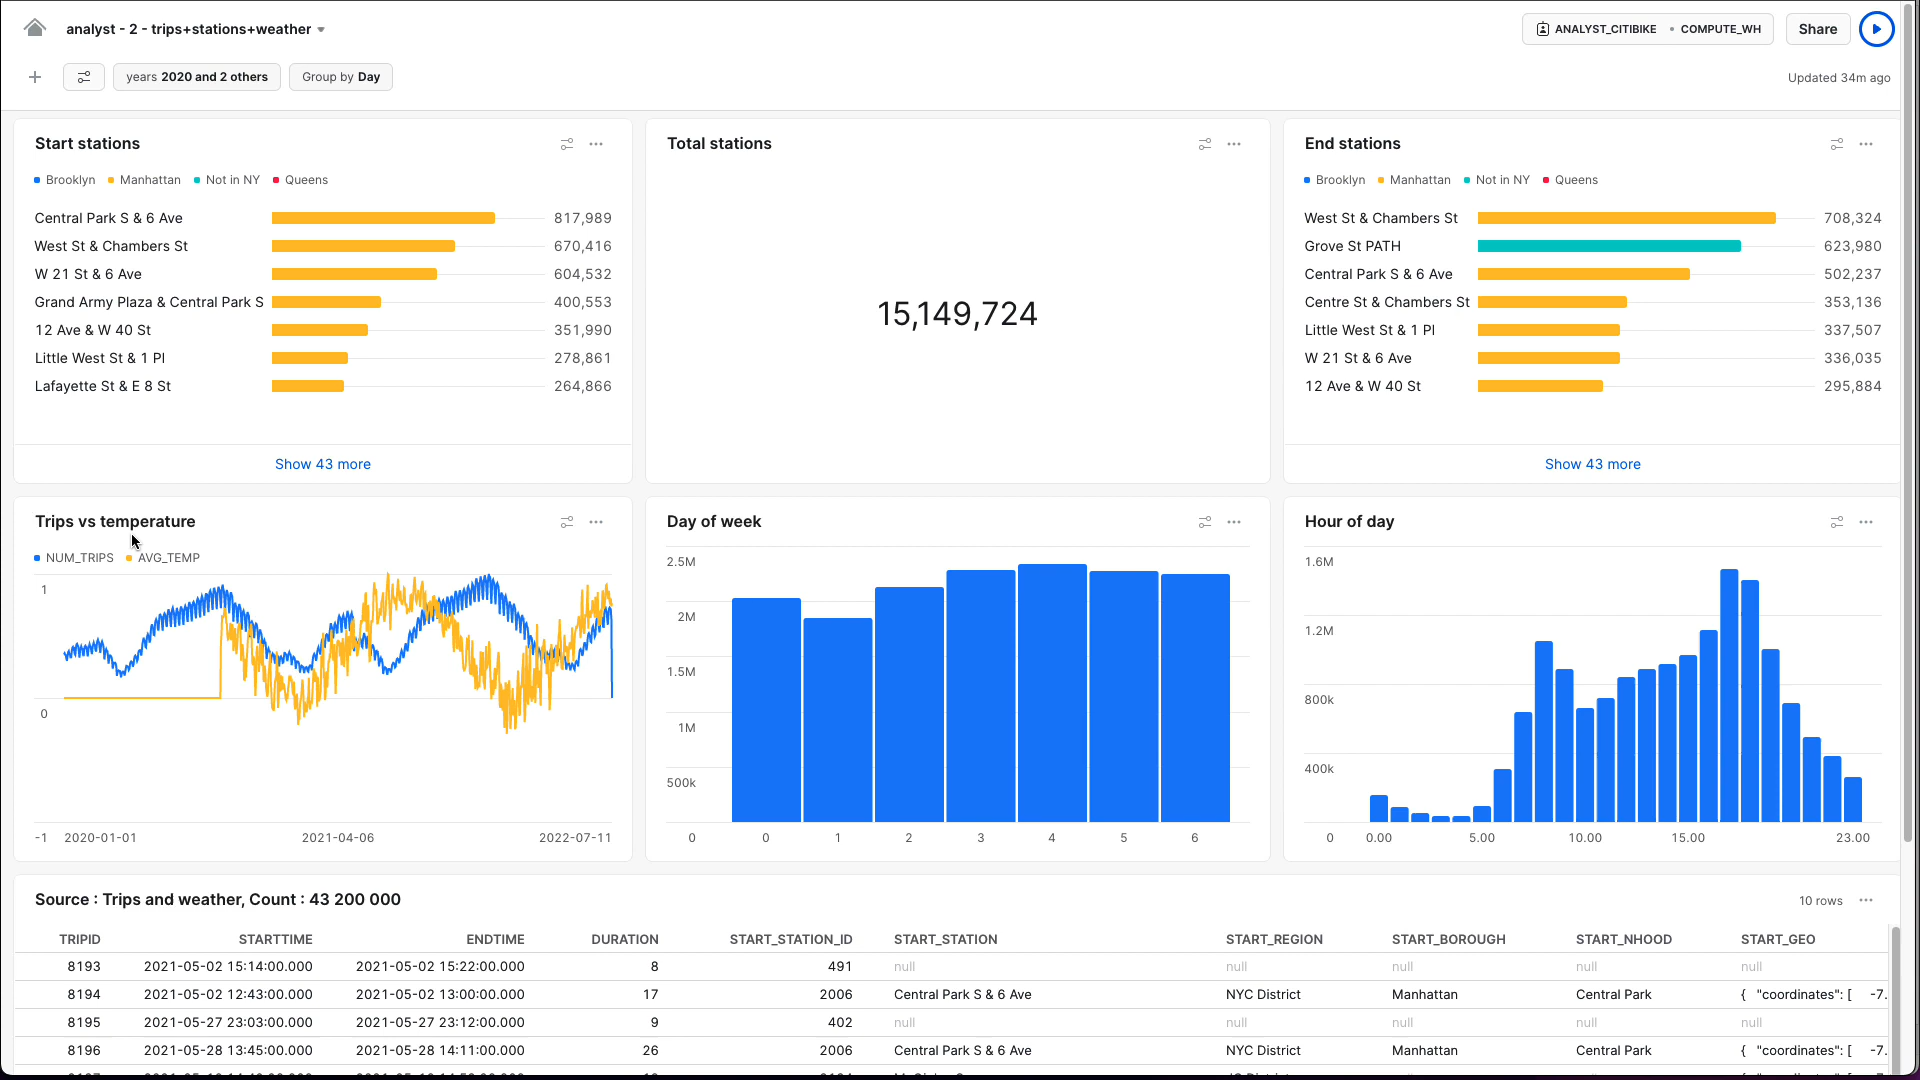 analyst - 2 - trips+stations+weather
ANALYST_CITIBIKE • COMPUTE_WH
Share
years 2020 and 2 others
Group by Day
Updated 34m ago
Start stations
Brooklyn Manhattan Not in NY Queens
Central Park S & 6 Ave 817,989
West St & Chambers St 670,416
W 21 St & 6 Ave 604,532
Grand Army Plaza & Central Park S 400,553
12 Ave & W 40 St 351,990
Little West St & 1 Pl 278,861
Lafayette St & E 8 St 264,866
Show 43 more
Total stations
15,149,724
End stations
Brooklyn Manhattan Not in NY Queens
West St & Chambers St 708,324
Grove St PATH 623,980
Central Park S & 6 Ave 502,237
Centre St & Chambers St 353,136
Little West St & 1 Pl 337,507
W 21 St & 6 Ave 336,035
12 Ave & W 40 St 295,884
Show 43 more
Trips vs temperature
NUM_TRIPS AVG_TEMP
1
0
-1 2020-01-01 2021-04-06 2022-07-11
Day of week
2.5M
2M
1.5M
1M
500k
0 0 1 2 3 4 5 6
Hour of day
1.6M
1.2M
800k
400k
0 0.00 5.00 10.00 15.00 23.00
Source : Trips and weather, Count : 43 200 000
10 rows
TRIPID STARTTIME ENDTIME DURATION START_STATION_ID START_STATION START_REGION START_BOROUGH START_NHOOD START_GEO
8193 2021-05-02 15:14:00.000 2021-05-02 15:22:00.000 8 491 null null null null null
8194 2021-05-02 12:43:00.000 2021-05-02 13:00:00.000 17 2006 Central Park S & 6 Ave NYC District Manhattan Central Park { "coordinates": [ -7.
8195 2021-05-27 23:03:00.000 2021-05-27 23:12:00.000 9 402 null null null null null
8196 2021-05-28 13:45:00.000 2021-05-28 14:11:00.000 26 2006 Central Park S & 6 Ave NYC District Manhattan Central Park { "coordinates": [ -7.